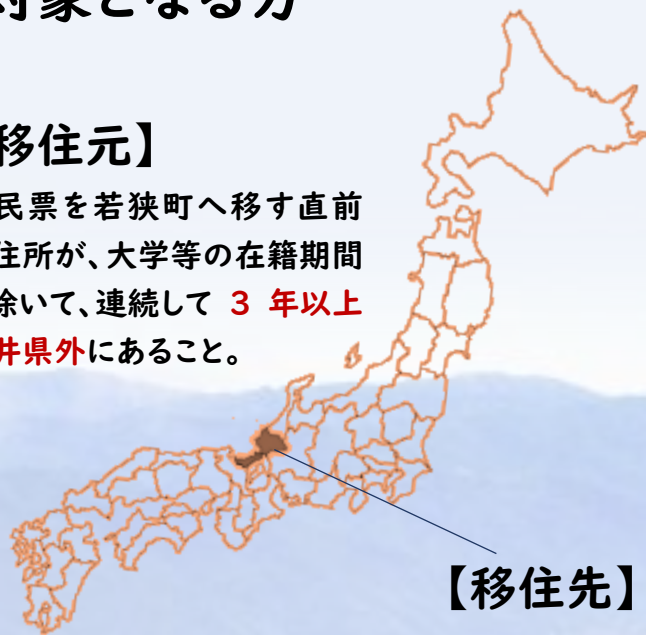 対象となる方
移住元】
民票を若狭町へ移す直前
住所が、大学等の在籍期間
除いて、連続して 3 年以上
井県外にあること。
【移住先】